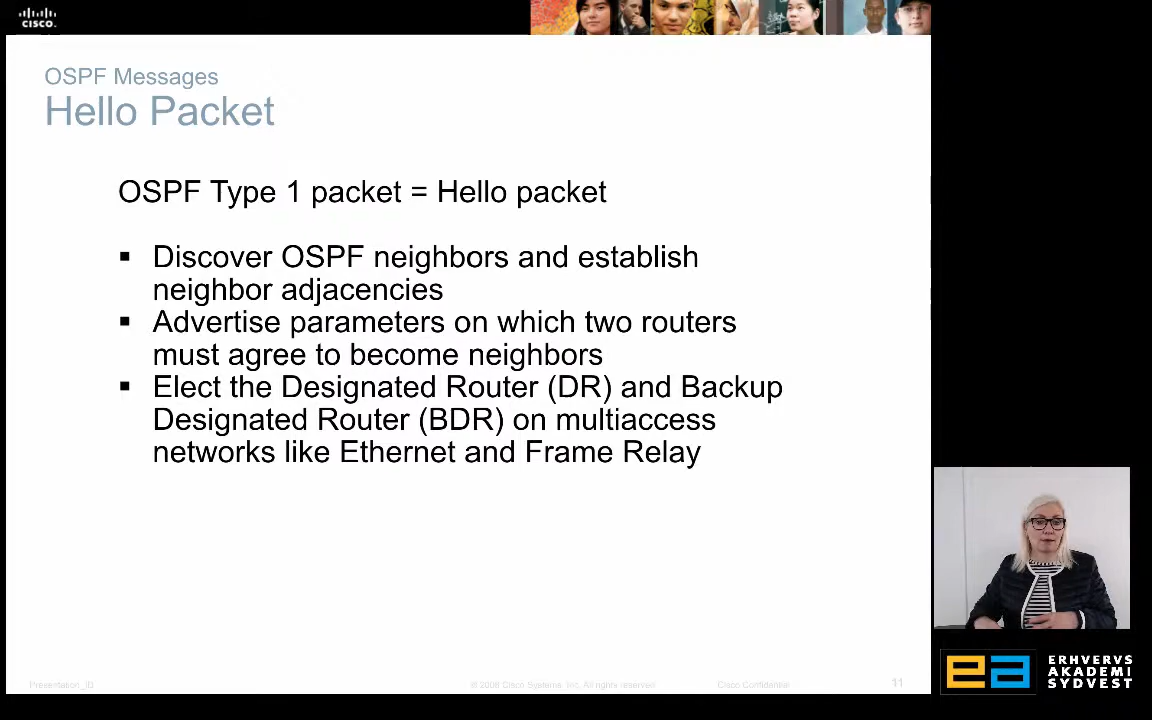 CISCO.
OSPF Messages
Hello Packet
OSPF Type 1 packet = Hello packet
▪ Discover OSPF neighbors and establish
neighbor adjacencies
▪ Advertise parameters on which two routers
must agree to become neighbors
▪ Elect the Designated Router (DR) and Backup
Designated Router (BDR) on multiaccess
networks like Ethernet and Frame Relay
Presentation_ID
© 2008 Cisco Systems, Inc. All rights reserved.
Cisco Confidential
11
ea
ERHVERVS
AKADEMI
SYDVEST